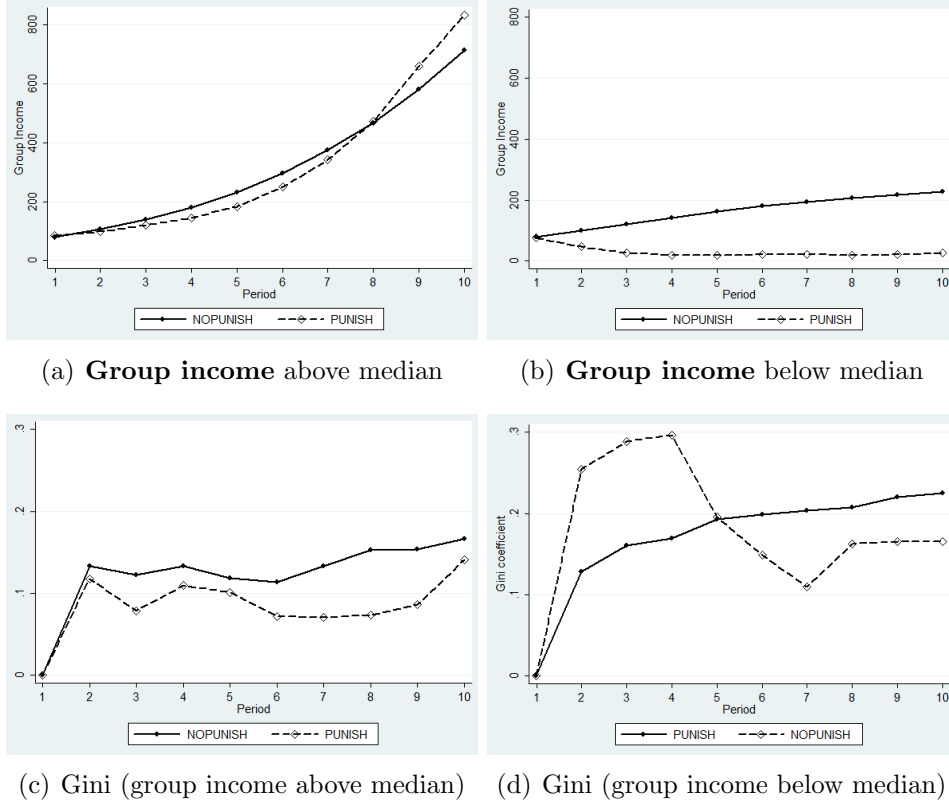 800
600
400
200
0
Group Income
1 2 3 4 5 6 7 8 9 10
Period
NOPUNISH PUNISH
(a) Group income above median
800
600
400
200
0
Group Income
1 2 3 4 5 6 7 8 9 10
Period
NOPUNISH PUNISH
(b) Group income below median
.3
.2
.1
0
1 2 3 4 5 6 7 8 9 10
Period
NOPUNISH PUNISH
(c) Gini (group income above median)
.3
.2
.1
0
Gini coefficient
1 2 3 4 5 6 7 8 9 10
Period
PUNISH NOPUNISH
(d) Gini (group income below median)